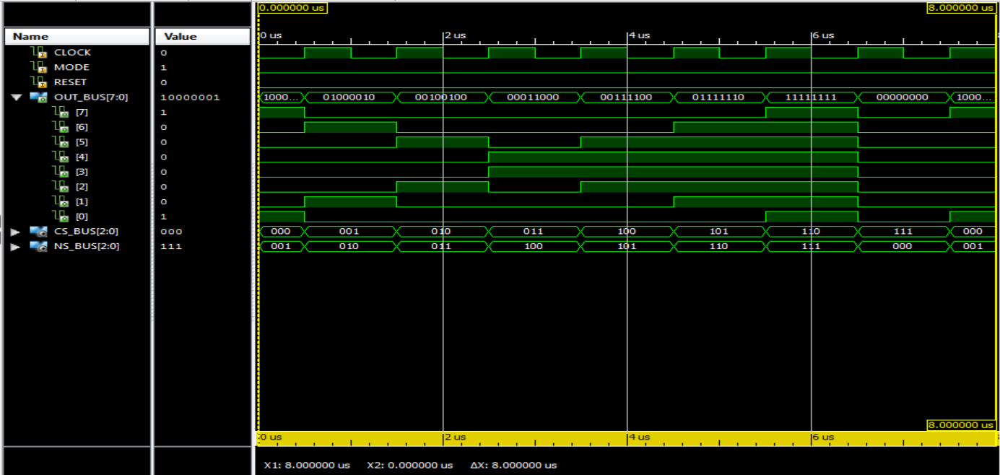 0.000000 us 8.000000 us
Name Value 0 us 2 us 4 us 6 us
CLOCK 0
MODE 1
RESET 0
OUT_BUS[7:0] 10000001 1000... 01000010 00100100 00011000 00111100 01111110 11111111 00000000 1000...
[7] 1
[6] 0
[5] 0
[4] 0
[3] 0
[2] 0
[1] 0
[0] 1
CS_BUS[2:0] 000 000 001 010 011 100 101 110 111 000
NS_BUS[2:0] 111 001 010 011 100 101 110 111 000 001
8.000000 us
0 us 2 us 4 us 6 us
X1: 8.000000 us X2: 0.000000 us ΔX: 8.000000 us